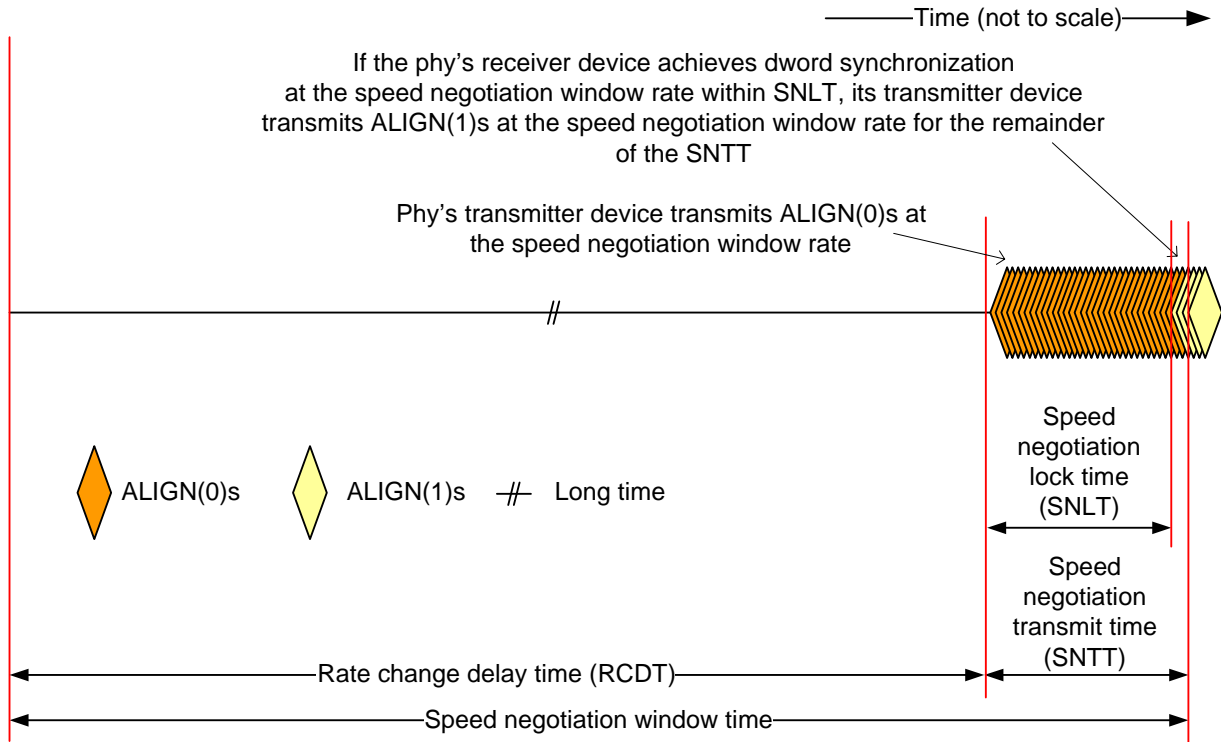 Time (not to scale)
If the phy's receiver device achieves dword synchronization
at the speed negotiation window rate within SNLT, its transmitter device
transmits ALIGN(1)s at the speed negotiation window rate for the remainder
of the SNTT
Phy's transmitter device transmits ALIGN(0)s at
the speed negotiation window rate
ALIGN(0)s
ALIGN(1)s
Long time
Speed
negotiation
lock time
(SNLT)
Speed
negotiation
transmit time
(SNTT)
Rate change delay time (RCDT)
Speed negotiation window time